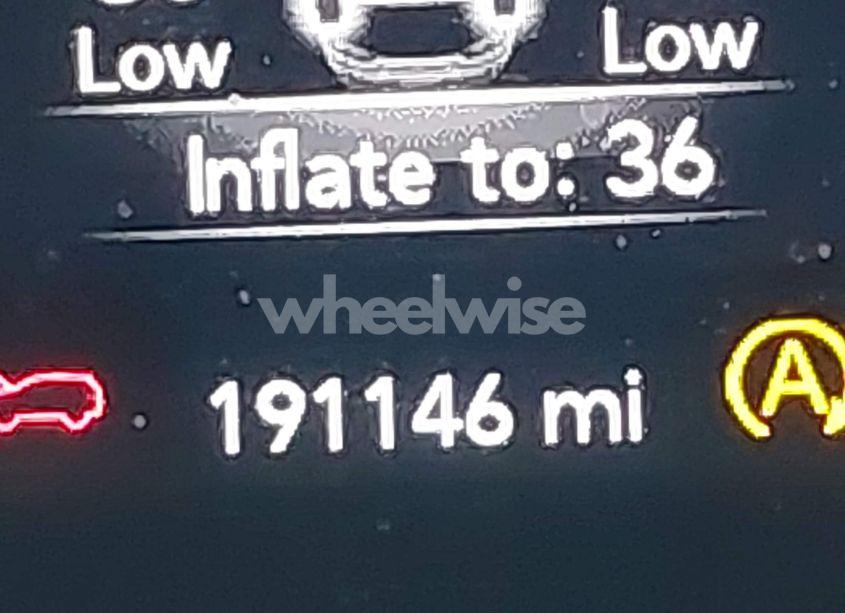 Low Low
Inflate to: 36
wheelwise
191146 mi
A